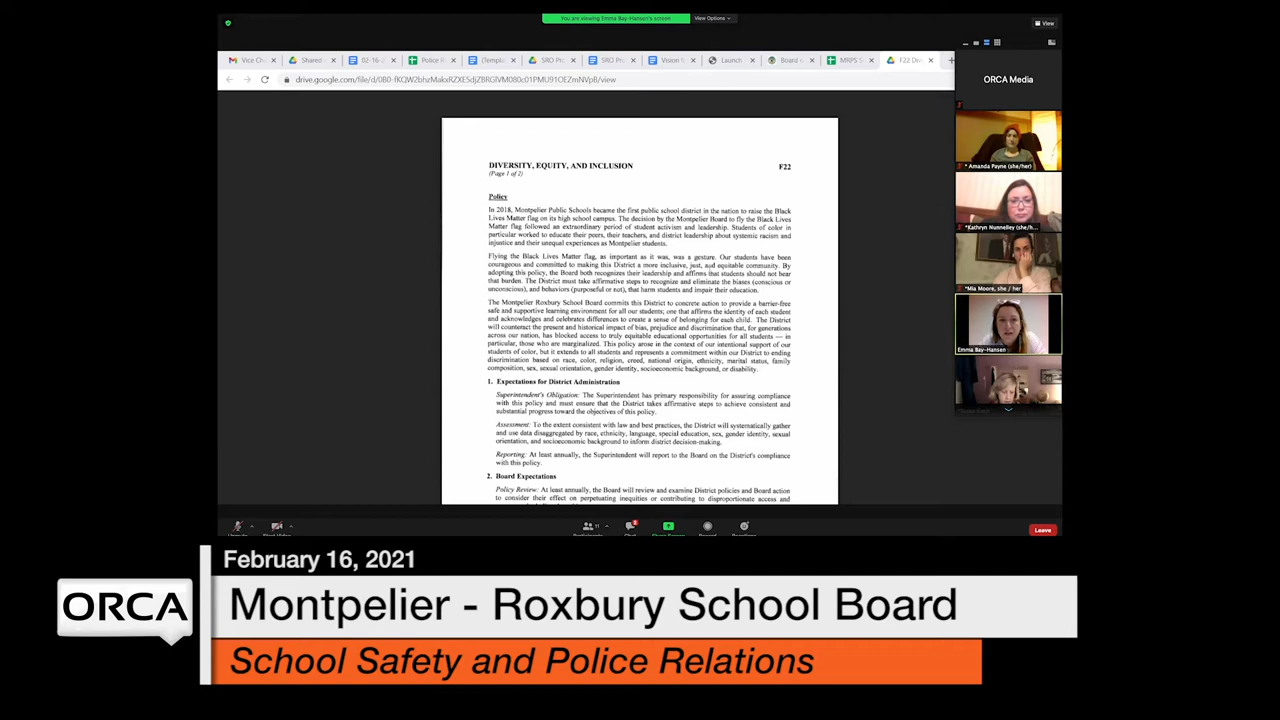 You are viewing Emma Bay-Hansen's screen
View Options
View
Vice Ch
Shared
02-16-2
Police R
(Templa
SRO Pro
SRO Pro
Vision
Launch
Board
MRPS S
F22 Div
ORCA Media
DIVERSITY, EQUITY, AND INCLUSION F22
(Page 1 of 2)
* Amanda Payne (she/her)
Policy
In 2018, Montpelier Public Schools became the first public school district in the nation to raise the Black
Lives Matter flag on its high school campus. The decision by the Montpelier Board to fly the Black Lives
Matter flag followed an extraordinary period of student activism and leadership. Students of color in
particular worked to educate their peers, their teachers, and district leadership about systemic racism and
injustice and their unequal experiences as Montpelier students.
*Kathryn Nunnelley (she/h...
Flying the Black Lives Matter flag, as important as it was, was a gesture. Our students have been
courageous and committed to making this District a more inclusive, just, and equitable community. By
adopting this policy, the Board both recognizes their leadership and affirms that students should not bear
that burden. The District must take affirmative steps to recognize and eliminate the biases (conscious or
unconscious), and behaviors (purposeful or not), that harm students and impair their education.
*Mia Moore, she / her
The Montpelier Roxbury School Board commits this District to concrete action to provide a barrier-free
safe and supportive learning environment for all our students; one that affirms the identity of each student
and acknowledges and celebrates differences to create a sense of belonging for each child. The District
will counteract the present and historical impact of bias, prejudice and discrimination that, for generations
across our nation, has blocked access to truly equitable educational opportunities for all students — in
particular, those who are marginalized. This policy arose in the context of our intentional support of our
students of color, but it extends to all students and represents a commitment within our District to ending
discrimination based on race, color, religion, creed, national origin, ethnicity, marital status, family
composition, sex, sexual orientation, gender identity, socioeconomic background, or disability.
Emma Bay-Hansen
1. Expectations for District Administration
Superintendent's Obligation: The Superintendent has primary responsibility for assuring compliance
with this policy and must ensure that the District takes affirmative steps to achieve consistent and
substantial progress toward the objectives of this policy.
Assessment: To the extent consistent with law and best practices, the District will systematically gather
and use data disaggregated by race, ethnicity, language, special education, sex, gender identity, sexual
orientation, and socioeconomic background to inform district decision-making.
Reporting: At least annually, the Superintendent will report to the Board on the District's compliance
with this policy.
2. Board Expectations
Policy Review: At least annually, the Board will review and examine District policies and Board action
to consider their effect on perpetuating inequities or contributing to disproportionate access and
11
Leave
February 16, 2021
ORCA
Montpelier - Roxbury School Board
School Safety and Police Relations